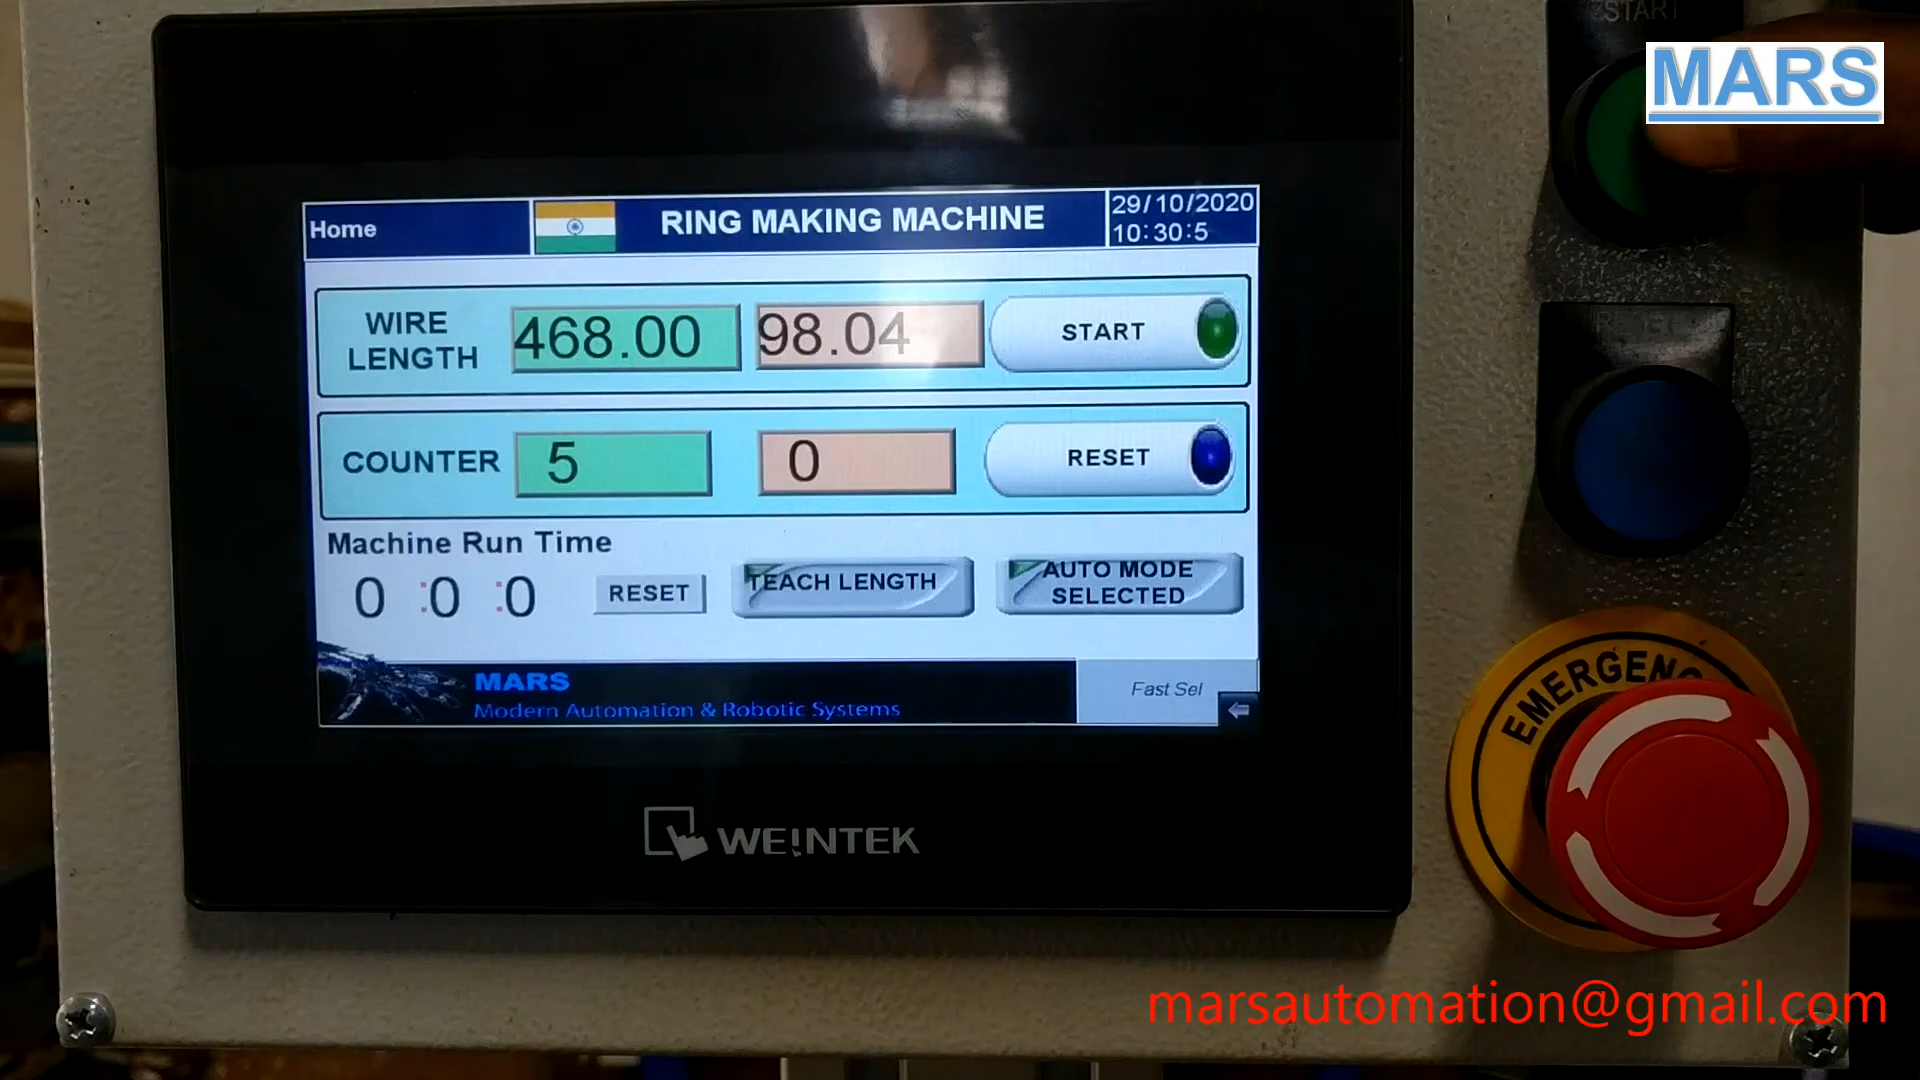 START
MARS
Home
RING MAKING MACHINE
29/10/2020
10:30:5
WIRE
LENGTH
468.00
98.04
START
COUNTER
5
0
RESET
Machine Run Time
0 :0 :0
RESET
TEACH LENGTH
AUTO MODE
SELECTED
MARS
Modern Automation & Robotic Systems
Fast Sel
WEINTEK
marsautomation@gmail.com